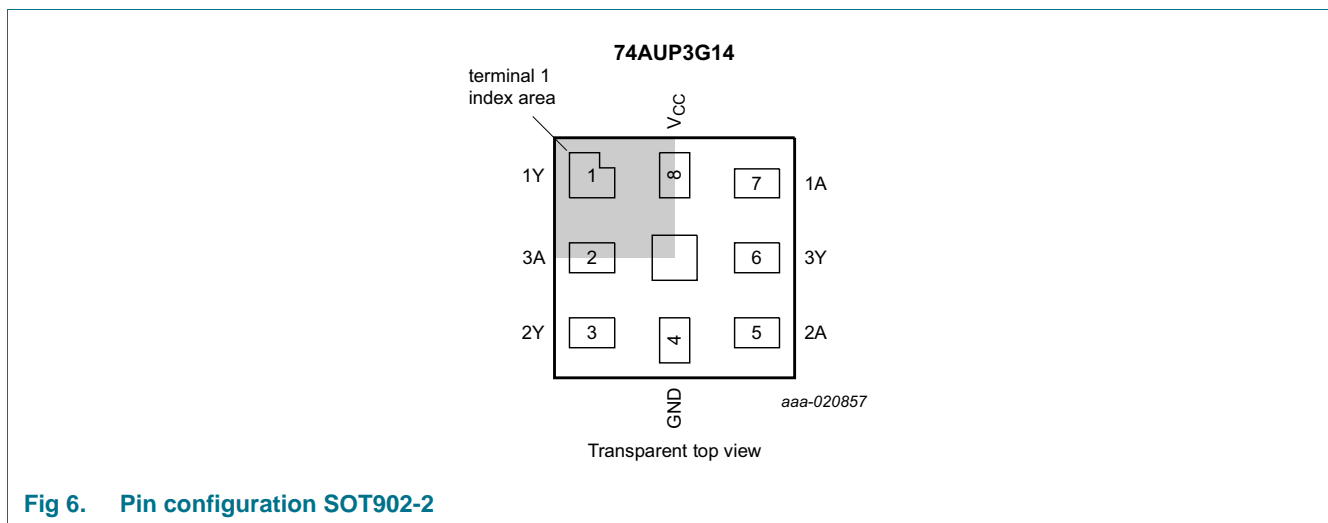 74AUP3G14
terminal 1
index area
VCC
1Y 1 8 7 1A
3A 2 6 3Y
2Y 3 4 5 2A
GND
aaa-020857
Transparent top view
Fig 6. Pin configuration SOT902-2